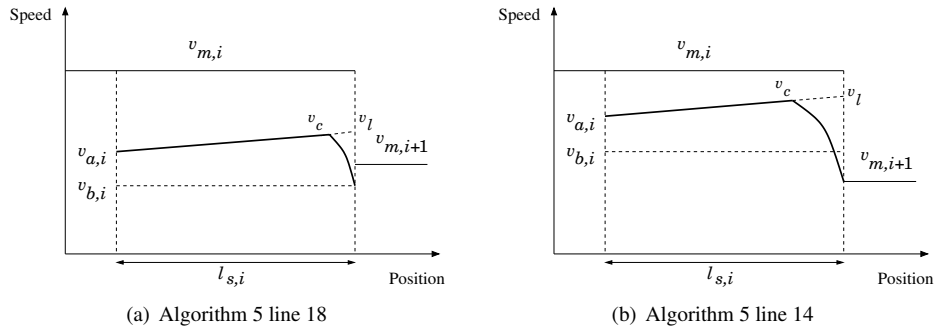 Speed
v_{m,i}
v_c
v_l
v_{a,i}
v_{m,i+1}
v_{b,i}
l_{s,i}
Position
(a) Algorithm 5 line 18
Speed
v_{m,i}
v_c
v_l
v_{a,i}
v_{b,i}
v_{m,i+1}
l_{s,i}
Position
(b) Algorithm 5 line 14